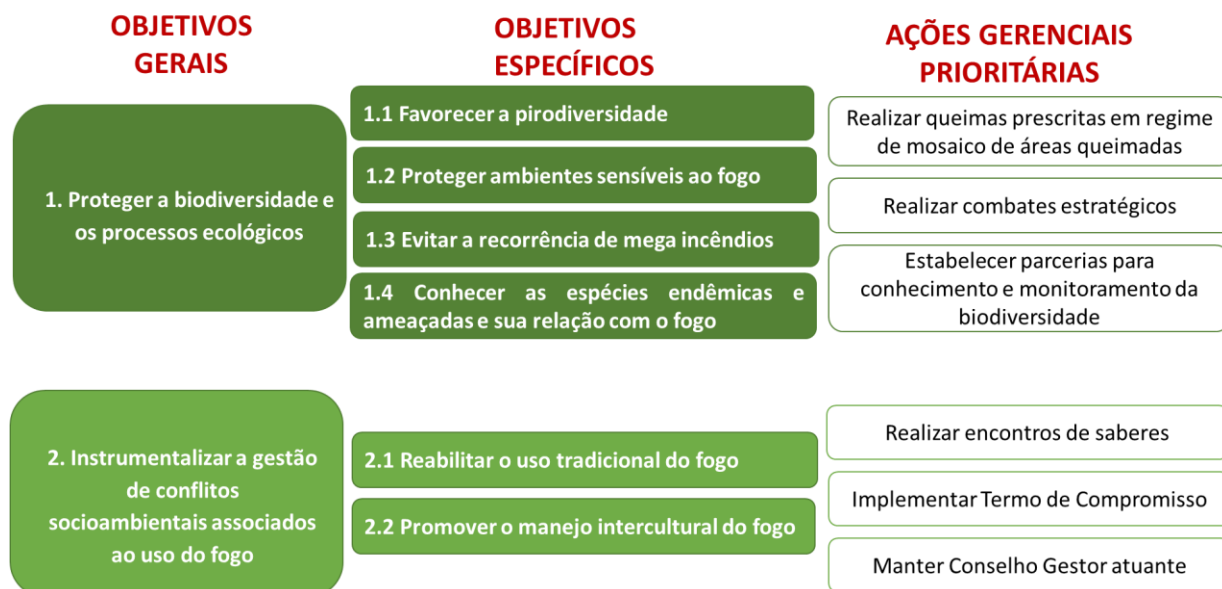 OBJETIVOS
GERAIS
OBJETIVOS
ESPECÍFICOS
AÇÕES GERENCIAIS
PRIORITÁRIAS
1. Proteger a biodiversidade e
os processos ecológicos
1.1 Favorecer a pirodiversidade
1.2 Proteger ambientes sensíveis ao fogo
1.3 Evitar a recorrência de mega incêndios
1.4 Conhecer as espécies endêmicas e
ameaçadas e sua relação com o fogo
Realizar queimas prescritas em regime
de mosaico de áreas queimadas
Realizar combates estratégicos
Estabelecer parcerias para
conhecimento e monitoramento da
biodiversidade
2. Instrumentalizar a gestão
de conflitos
socioambientais associados
ao uso do fogo
2.1 Reabilitar o uso tradicional do fogo
2.2 Promover o manejo intercultural do fogo
Realizar encontros de saberes
Implementar Termo de Compromisso
Manter Conselho Gestor atuante